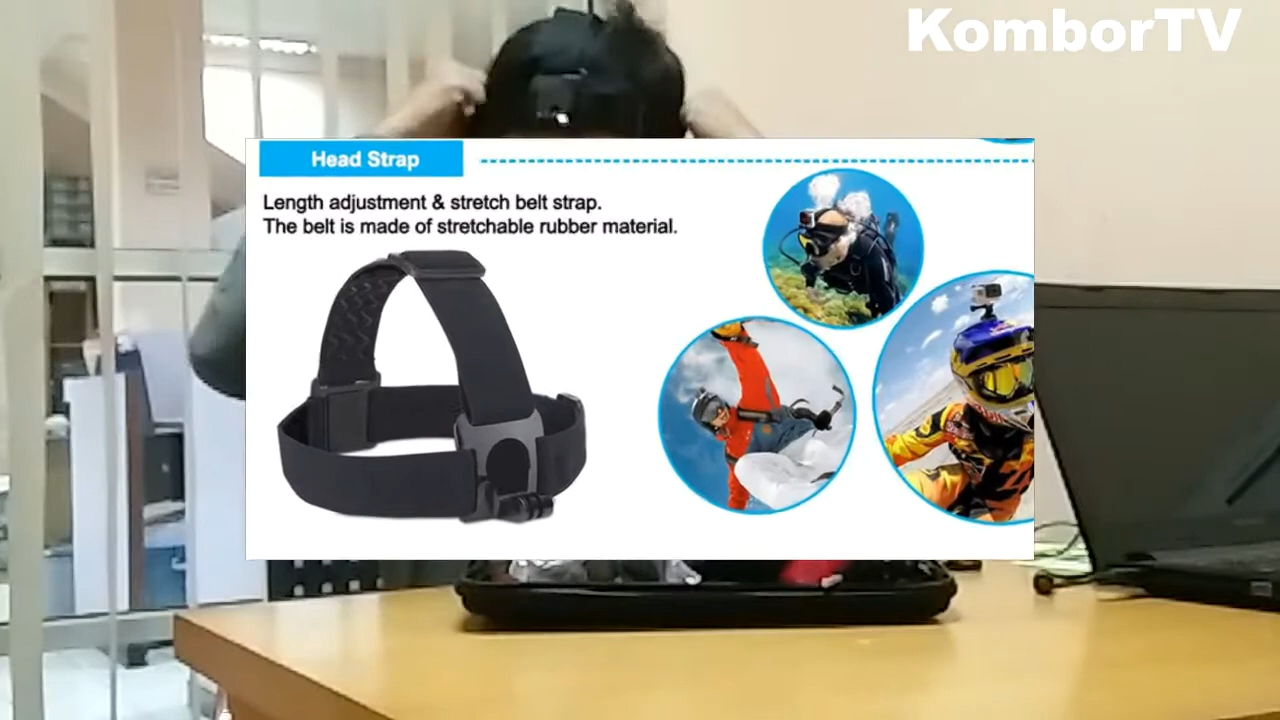 KomborTV
Head Strap
Length adjustment & stretch belt strap.
The belt is made of stretchable rubber material.